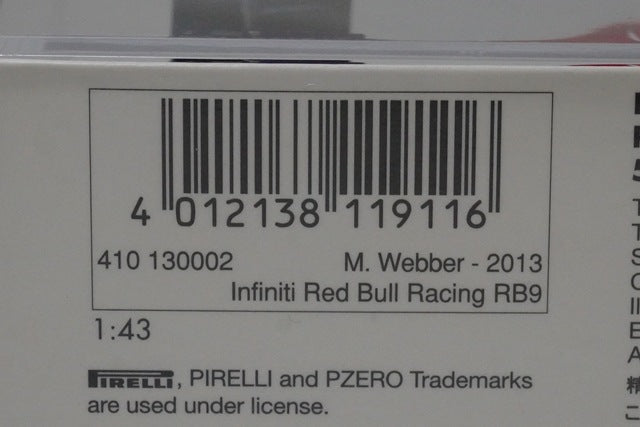 4 012138 119116
410 130002 M. Webber - 2013
Infiniti Red Bull Racing RB9
1:43
PIRELLI, PIRELLI and PZERO Trademarks
are used under license.